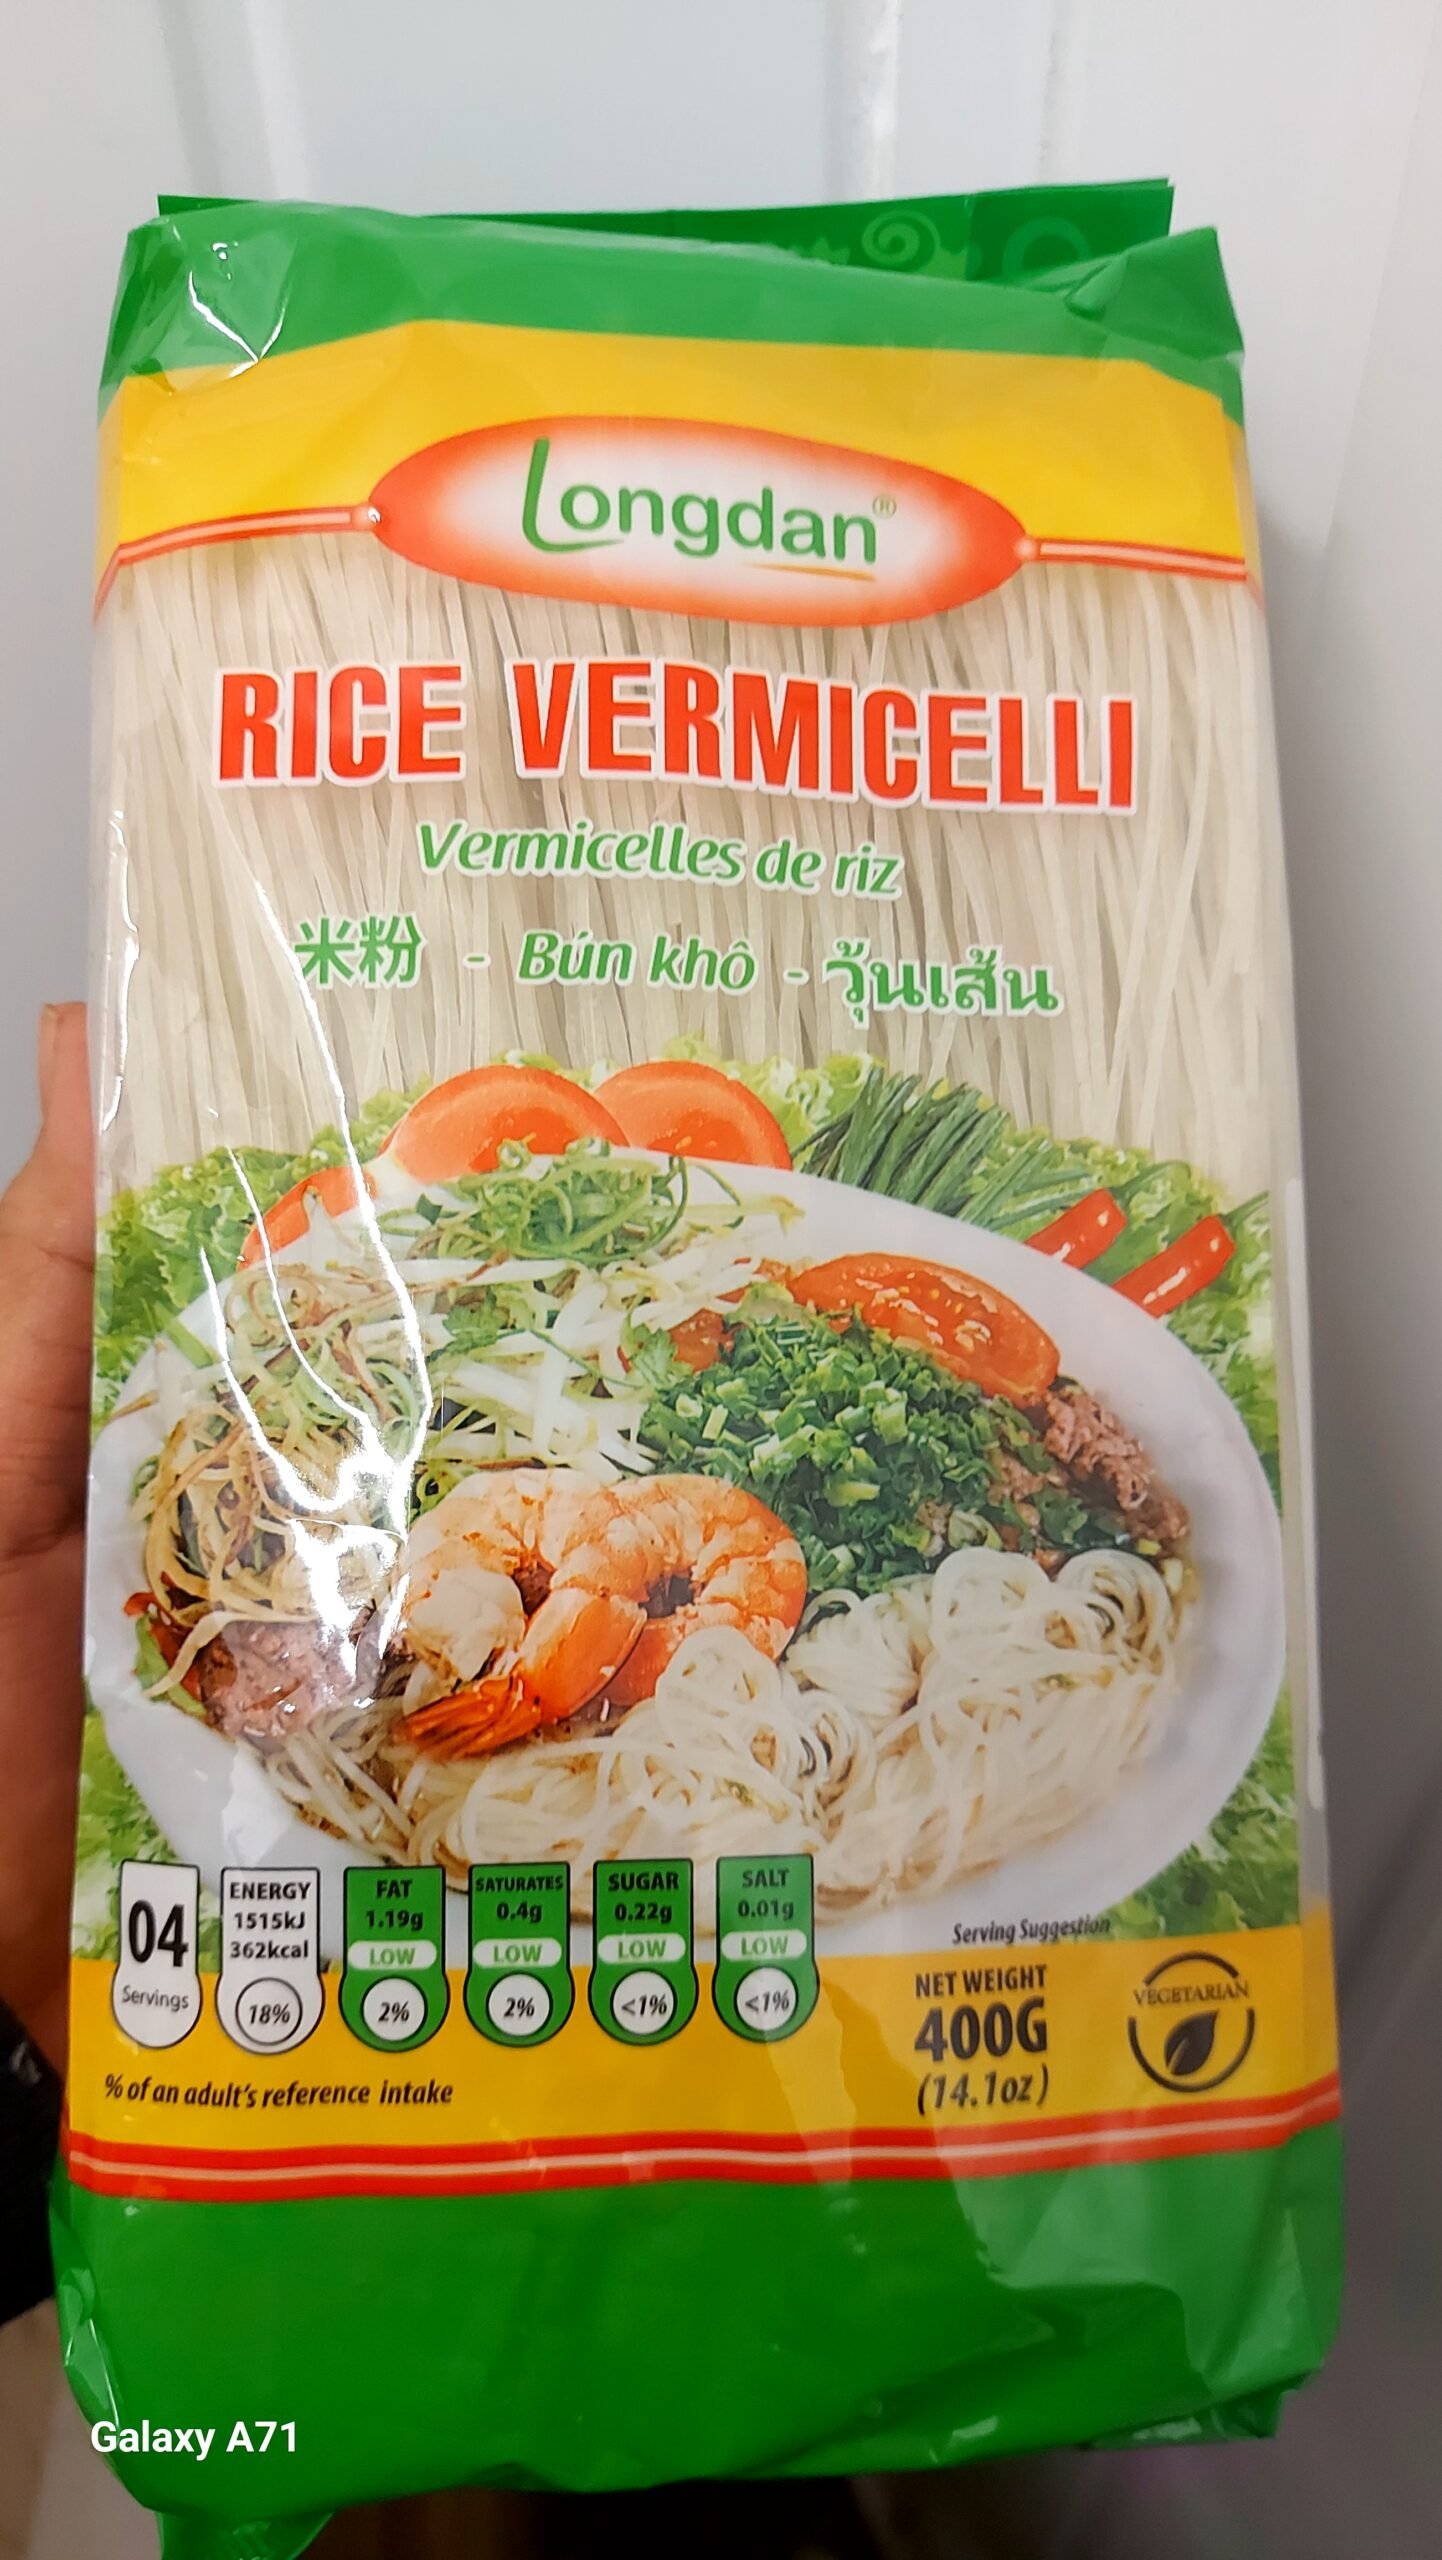 Longdan®
RICE VERMICELLI
Vermicelles de riz
米粉 - Bún khô - วุ้นเส้น
04
Servings
ENERGY
1515kJ
362kcal
18%
FAT
1.19g
LOW
2%
SATURATES
0.4g
LOW
2%
SUGAR
0.22g
LOW
<1%
SALT
0.01g
LOW
<1%
% of an adult's reference intake
Serving Suggestion
NET WEIGHT
400G
(14.1oz)
VEGETARIAN
Galaxy A71